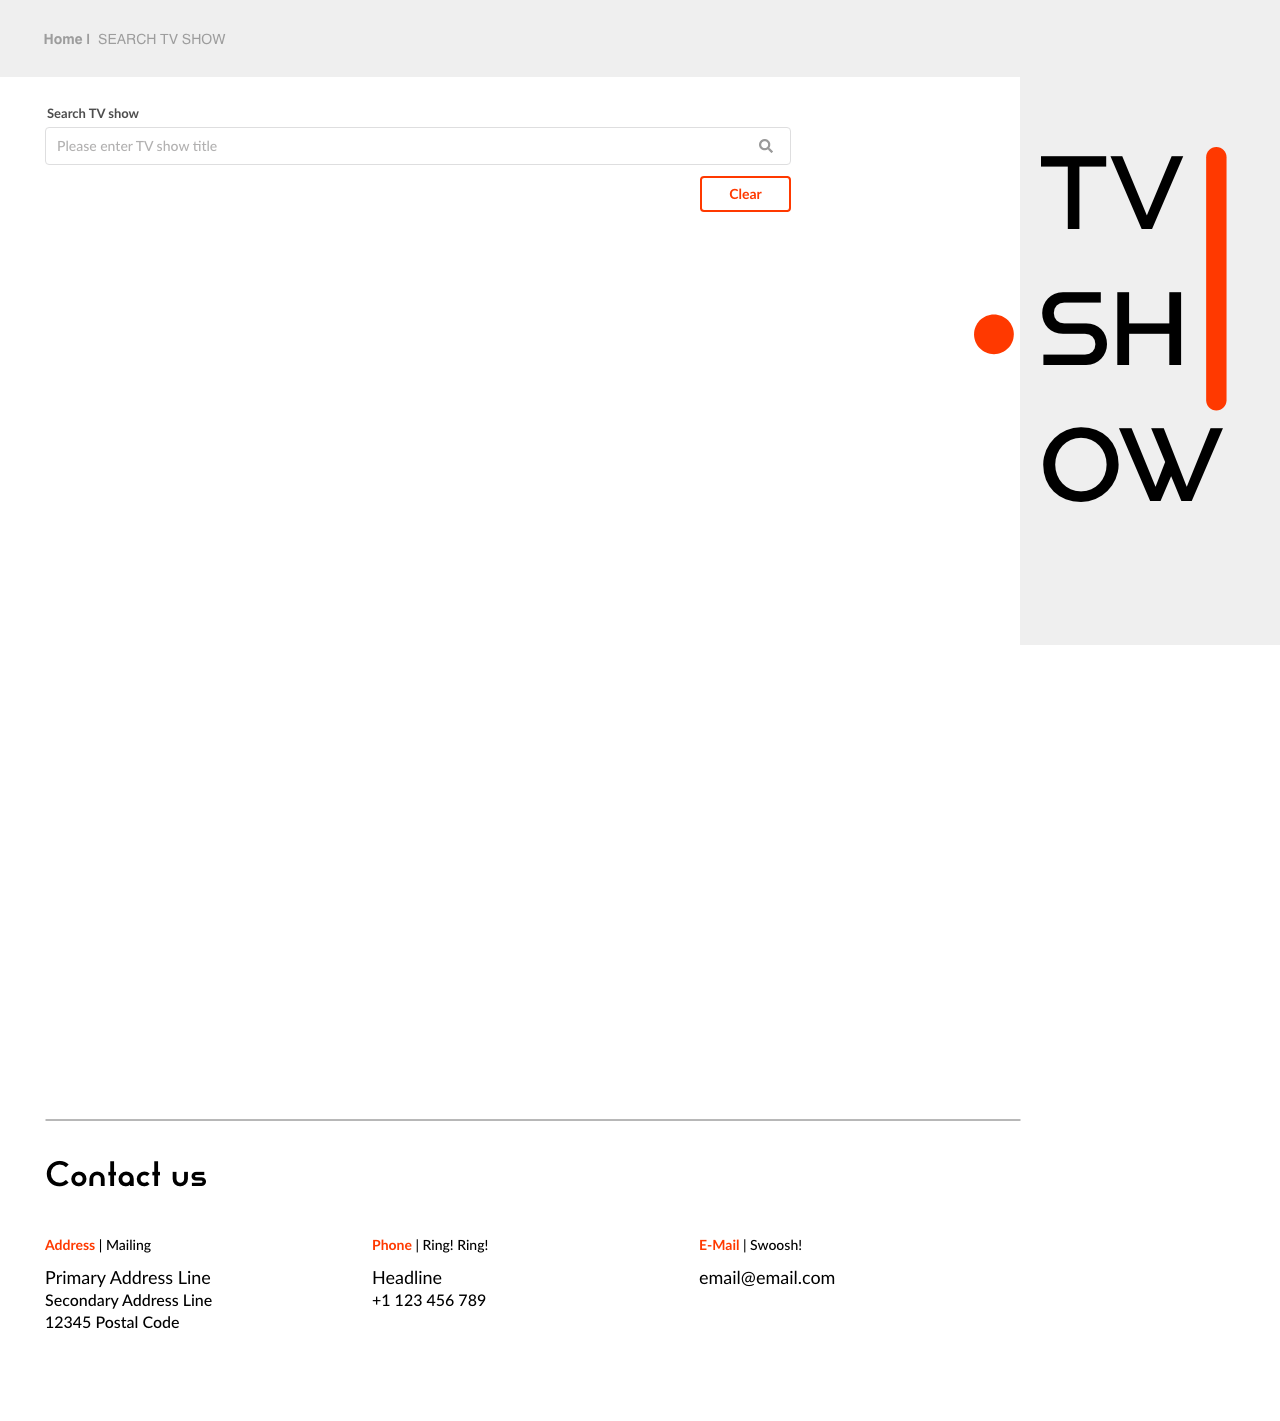 Home | SEARCH TV SHOW
Search TV show
Please enter TV show title
Clear
TV
SH
OW
Contact us
Address | Mailing
Primary Address Line
Secondary Address Line
12345 Postal Code
Phone | Ring! Ring!
Headline
+1 123 456 789
E-Mail | Swoosh!
email@email.com